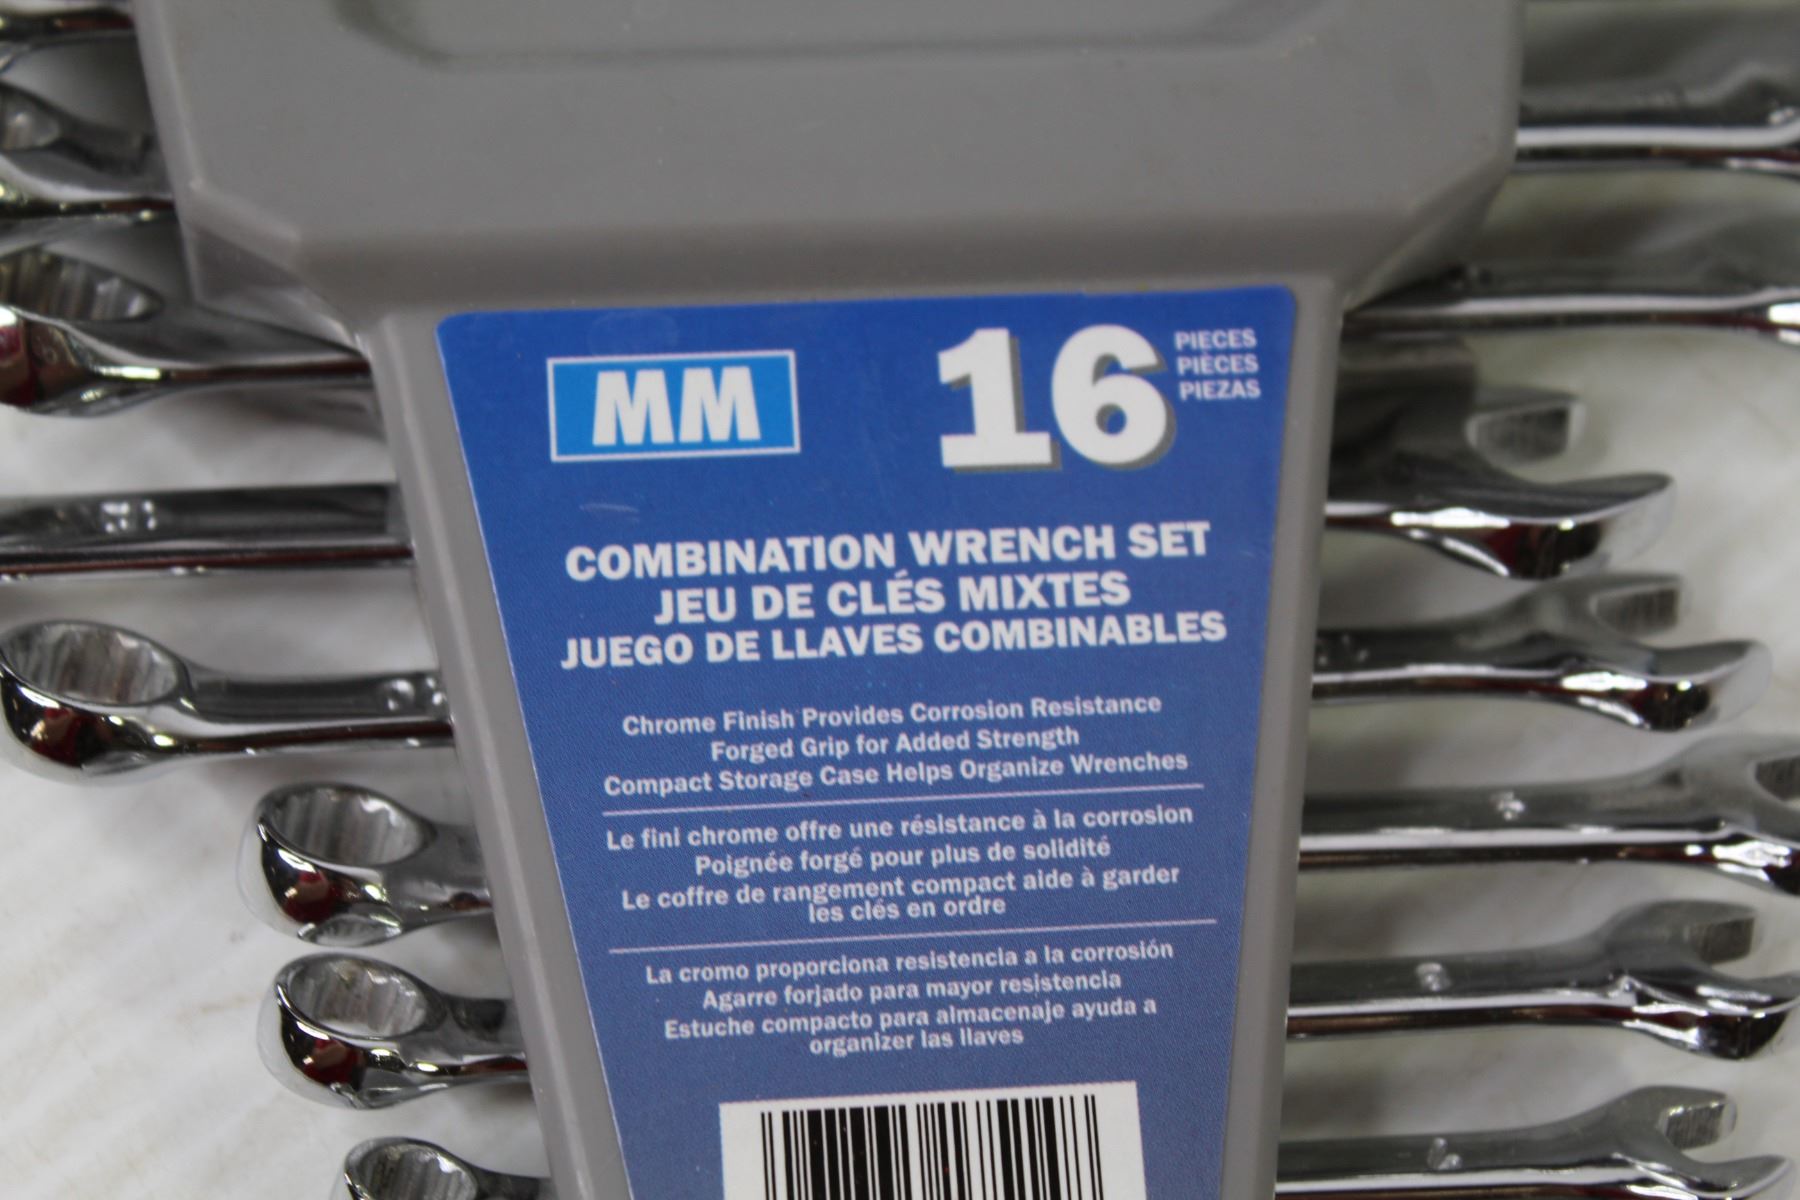 MM
16
PIECES
PIÈCES
PIEZAS
COMBINATION WRENCH SET
JEU DE CLÉS MIXTES
JUEGO DE LLAVES COMBINABLES
Chrome Finish Provides Corrosion Resistance
Forged Grip for Added Strength
Compact Storage Case Helps Organize Wrenches
Le fini chrome offre une résistance à la corrosion
Poignée forgé pour plus de solidité
Le coffre de rangement compact aide à garder
les clés en ordre
La cromo proporciona resistencia a la corrosión
Agarre forjado para mayor resistencia
Estuche compacto para almacenaje ayuda a
organizer las llaves